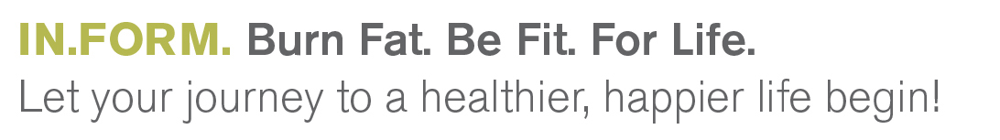 IN.FORM. Burn Fat. Be Fit. For Life.
Let your journey to a healthier, happier life begin!